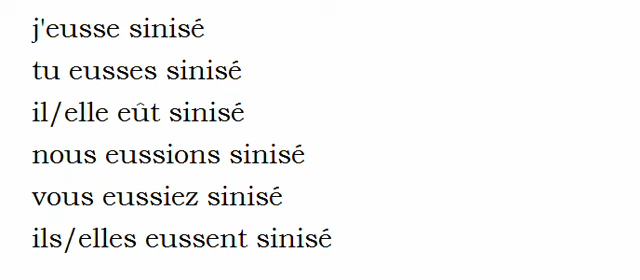 j'eusse sinisé
tu eusses sinisé
il/elle eût sinisé
nous eussions sinisé
vous eussiez sinisé
ils/elles eussent sinisé